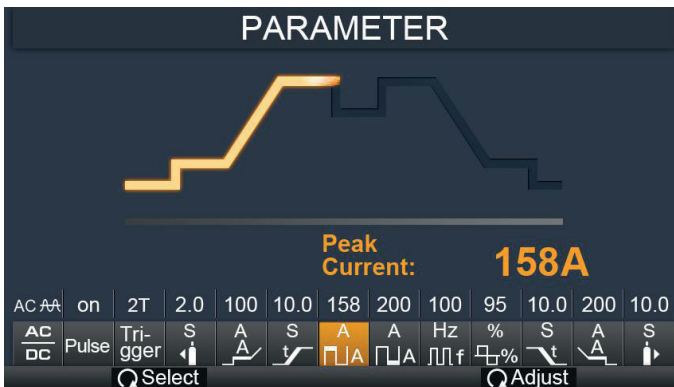 PARAMETER
Peak
Current: 158A
AC on 2T 2.0 100 10.0 158 200 100 95 10.0 200 10.0
AC
DC Pulse Tri-
gger S A S A A Hz % S A S
A t A A f % t A
Select Adjust